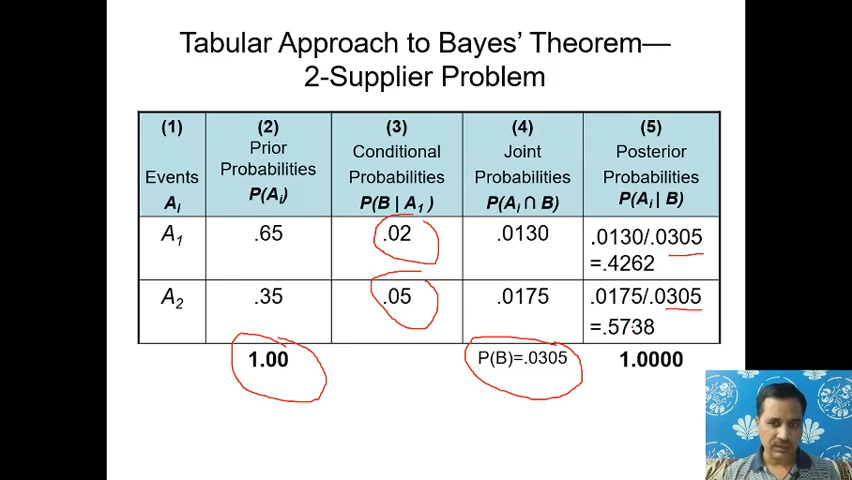 Tabular Approach to Bayes’ Theorem—
2-Supplier Problem
(1) (2) (3) (4) (5)
Prior Conditional Joint Posterior
Events Probabilities Probabilities Probabilities Probabilities
Ai P(Ai) P(B | A1 ) P(Ai ∩ B) P(Ai | B)
A1 .65 .02 .0130 .0130/.0305
=.4262
A2 .35 .05 .0175 .0175/.0305
=.5738
1.00 P(B)=.0305 1.0000